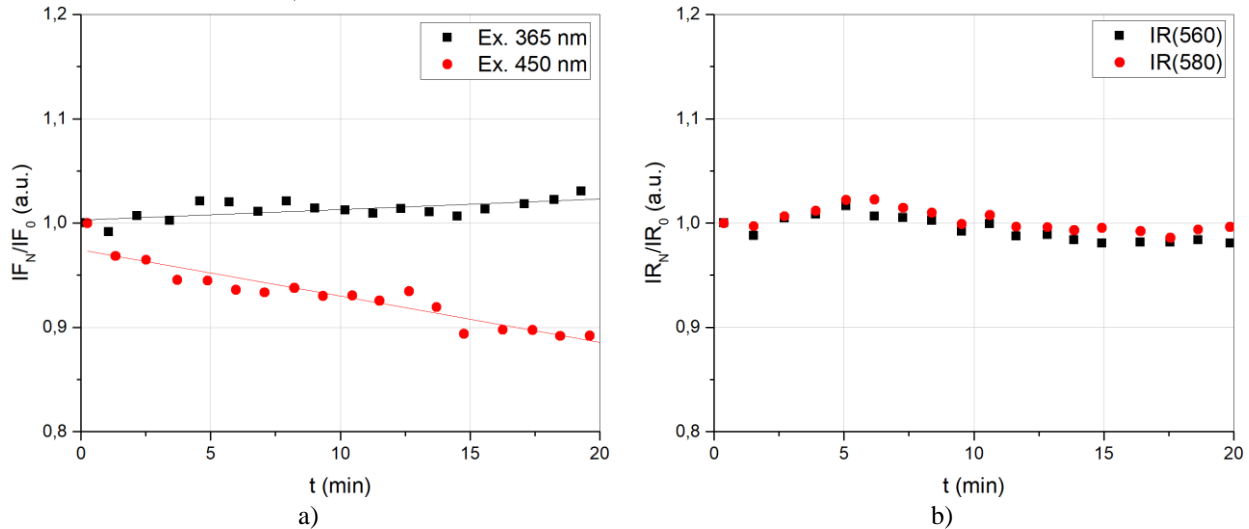 1,2
1,1
1,0
0,9
0,8
IF_N/IF_0 (a.u.)
Ex. 365 nm
Ex. 450 nm
0 5 10 15 20
t (min)
a)
1,2
1,1
1,0
0,9
0,8
IR_N/IR_0 (a.u.)
IR(560)
IR(580)
0 5 10 15 20
t (min)
b)